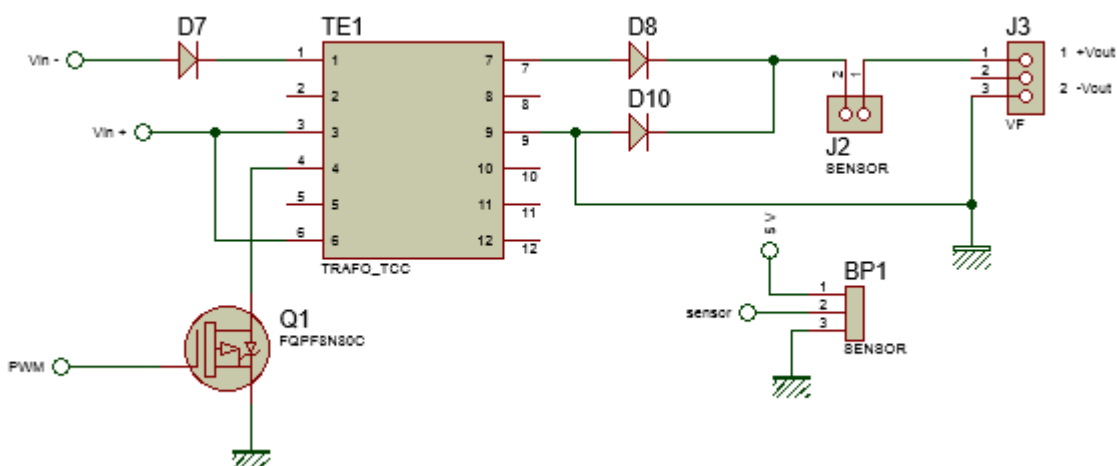 D7
TE1
D8
J3
Vin -
1
1
7
7
2
1
1
1 +Vout
2
2
8
8
D10
2
3
2 -Vout
Vin +
3
3
9
9
VF
J2
SENSOR
4
4
10
10
5
5
11
11
6
6
12
12
TRAFO_TCC
5 V
BP1
1
sensor
2
3
SENSOR
Q1
FQPF8N80C
PWM